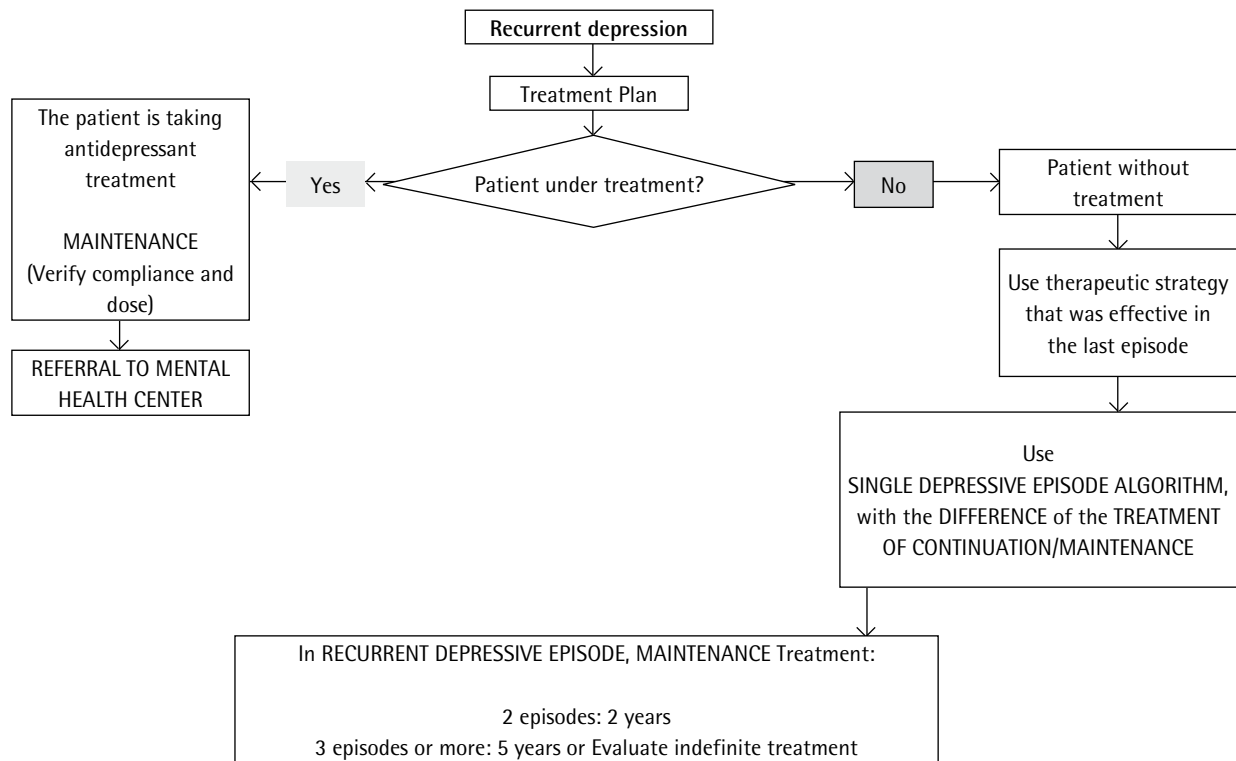 Recurrent depression
Treatment Plan
Patient under treatment?
Yes
The patient is taking
antidepressant
treatment
MAINTENANCE
(Verify compliance and
dose)
REFERRAL TO MENTAL
HEALTH CENTER
No
Patient without
treatment
Use therapeutic strategy
that was effective in
the last episode
Use
SINGLE DEPRESSIVE EPISODE ALGORITHM,
with the DIFFERENCE of the TREATMENT
OF CONTINUATION/MAINTENANCE
In RECURRENT DEPRESSIVE EPISODE, MAINTENANCE Treatment:
2 episodes: 2 years
3 episodes or more: 5 years or Evaluate indefinite treatment